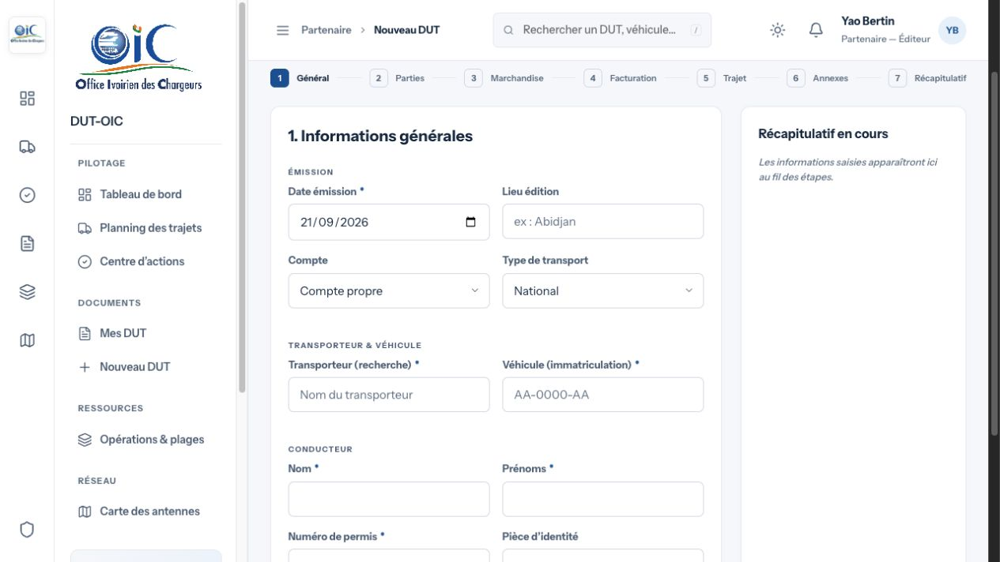 OiC
Office Ivoirien des Chargeurs
DUT-OIC
PILOTAGE
Tableau de bord
Planning des trajets
Centre d'actions
DOCUMENTS
Mes DUT
Nouveau DUT
RESSOURCES
Opérations & plages
RÉSEAU
Carte des antennes
Partenaire > Nouveau DUT
Rechercher un DUT, véhicule... /
Yao Bertin
Partenaire — Éditeur
YB
1 Général 2 Parties 3 Marchandise 4 Facturation 5 Trajet 6 Annexes 7 Récapitulatif
1. Informations générales
ÉMISSION
Date émission • Lieu édition
21/09/2026 ex : Abidjan
Compte Type de transport
Compte propre National
TRANSPORTEUR & VÉHICULE
Transporteur (recherche) • Véhicule (immatriculation) •
Nom du transporteur AA-0000-AA
CONDUCTEUR
Nom • Prénoms •
Numéro de permis • Pièce d'identité
Récapitulatif en cours
Les informations saisies apparaîtront ici
au fil des étapes.